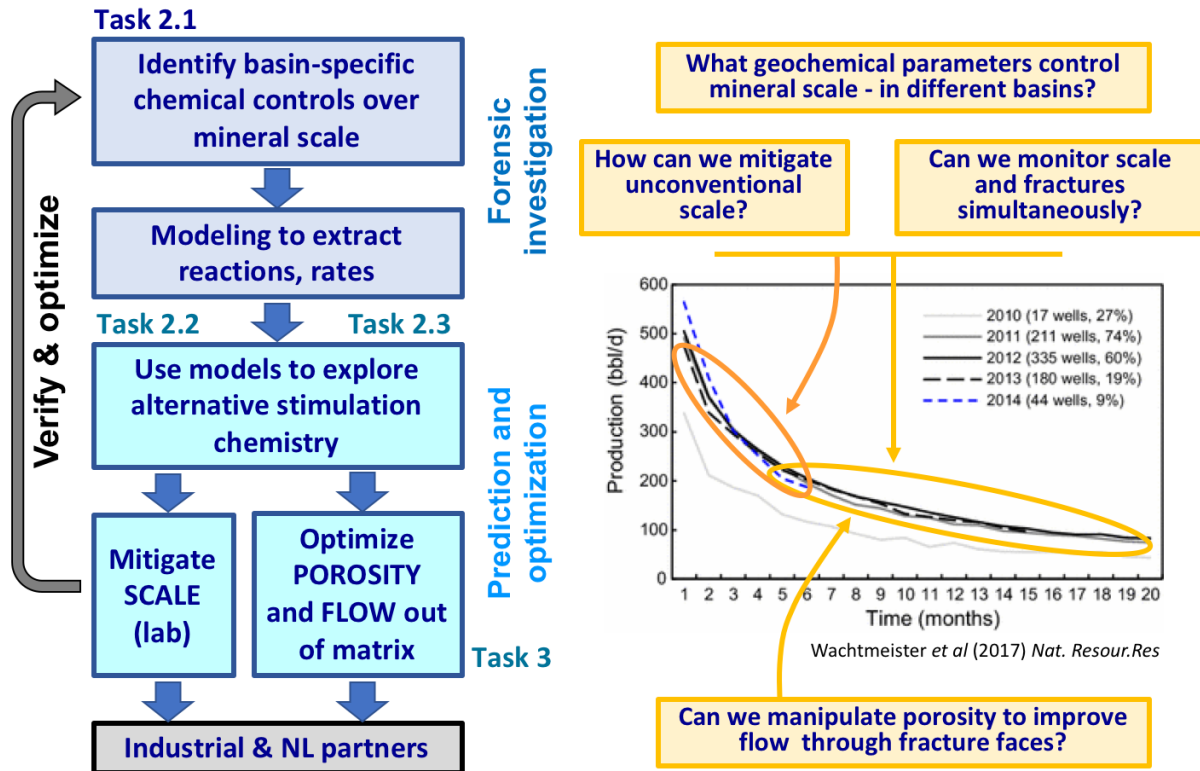 Task 2.1
Identify basin-specific
chemical controls over
mineral scale
Modeling to extract
reactions, rates
Forensic
investigation
Verify & optimize
Task 2.2
Task 2.3
Use models to explore
alternative stimulation
chemistry
Mitigate
SCALE
(lab)
Optimize
POROSITY
and FLOW out
of matrix
Prediction and
optimization
Task 3
Industrial & NL partners
What geochemical parameters control
mineral scale - in different basins?
How can we mitigate
unconventional
scale?
Can we monitor scale
and fractures
simultaneously?
600
500
400
300
200
100
0
Production (bbl/d)
2010 (17 wells, 27%)
2011 (211 wells, 74%)
2012 (335 wells, 60%)
2013 (180 wells, 19%)
2014 (44 wells, 9%)
1 2 3 4 5 6 7 8 9 10 11 12 13 14 15 16 17 18 19 20
Time (months)
Wachtmeister et al (2017) Nat. Resour.Res
Can we manipulate porosity to improve
flow through fracture faces?